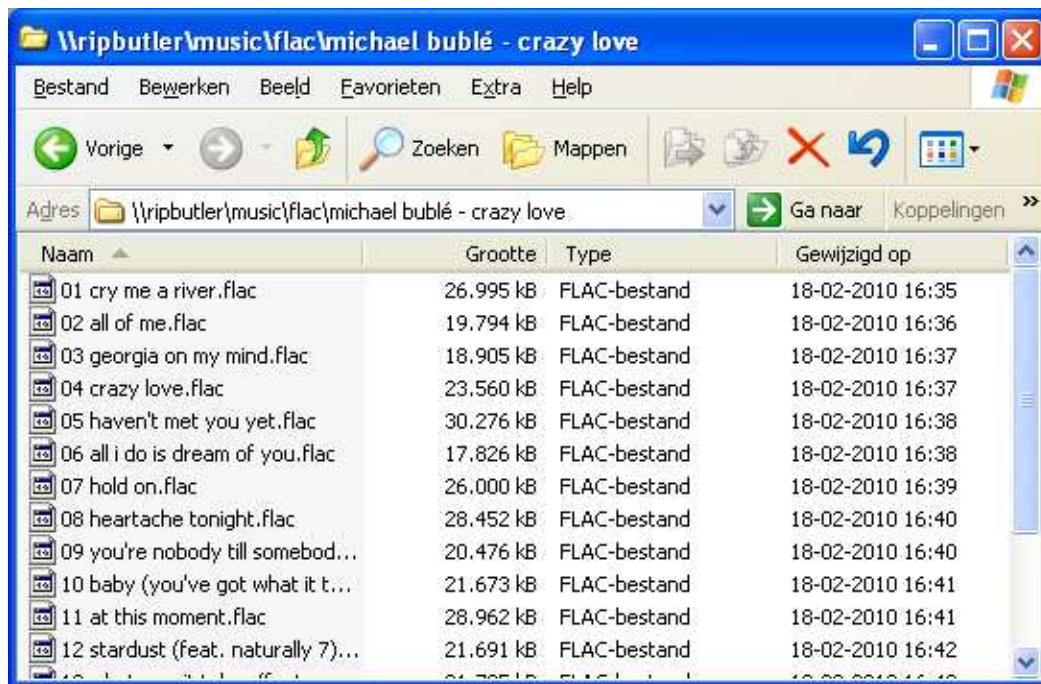 \\ripbutler\music\flac\michael bublé - crazy love
Bestand Bewerken Beeld Favorieten Extra Help
Vorige Zoeken Mappen
Adres \\ripbutler\music\flac\michael bublé - crazy love Ga naar Koppelingen »
Naam Grootte Type Gewijzigd op
01 cry me a river.flac 26.995 kB FLAC-bestand 18-02-2010 16:35
02 all of me.flac 19.794 kB FLAC-bestand 18-02-2010 16:36
03 georgia on my mind.flac 18.905 kB FLAC-bestand 18-02-2010 16:37
04 crazy love.flac 23.560 kB FLAC-bestand 18-02-2010 16:37
05 haven't met you yet.flac 30.276 kB FLAC-bestand 18-02-2010 16:38
06 all i do is dream of you.flac 17.826 kB FLAC-bestand 18-02-2010 16:38
07 hold on.flac 26.000 kB FLAC-bestand 18-02-2010 16:39
08 heartache tonight.flac 28.452 kB FLAC-bestand 18-02-2010 16:40
09 you're nobody till somebod... 20.476 kB FLAC-bestand 18-02-2010 16:40
10 baby (you've got what it t... 21.673 kB FLAC-bestand 18-02-2010 16:41
11 at this moment.flac 28.962 kB FLAC-bestand 18-02-2010 16:41
12 stardust (feat. naturally 7)... 21.691 kB FLAC-bestand 18-02-2010 16:42